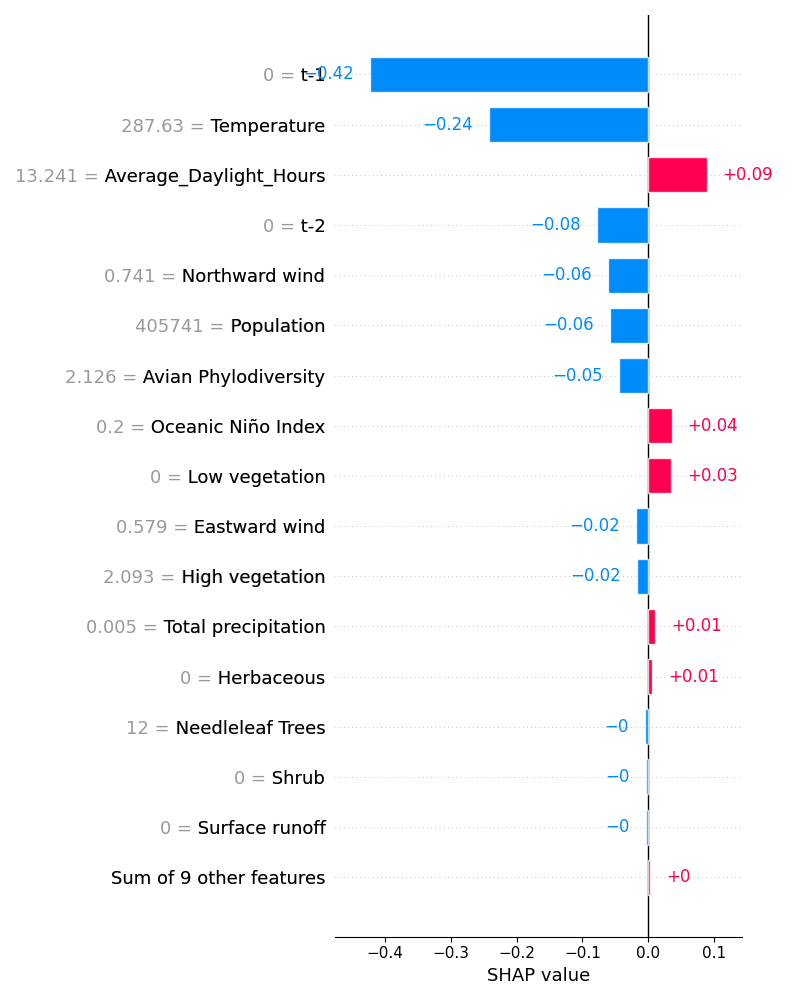 0 = t-1 −0.42
287.63 = Temperature −0.24
13.241 = Average_Daylight_Hours +0.09
0 = t-2 −0.08
0.741 = Northward wind −0.06
405741 = Population −0.06
2.126 = Avian Phylodiversity −0.05
0.2 = Oceanic Niño Index +0.04
0 = Low vegetation +0.03
0.579 = Eastward wind −0.02
2.093 = High vegetation −0.02
0.005 = Total precipitation +0.01
0 = Herbaceous +0.01
12 = Needleleaf Trees −0
0 = Shrub −0
0 = Surface runoff −0
Sum of 9 other features +0
−0.4 −0.3 −0.2 −0.1 0.0 0.1
SHAP value